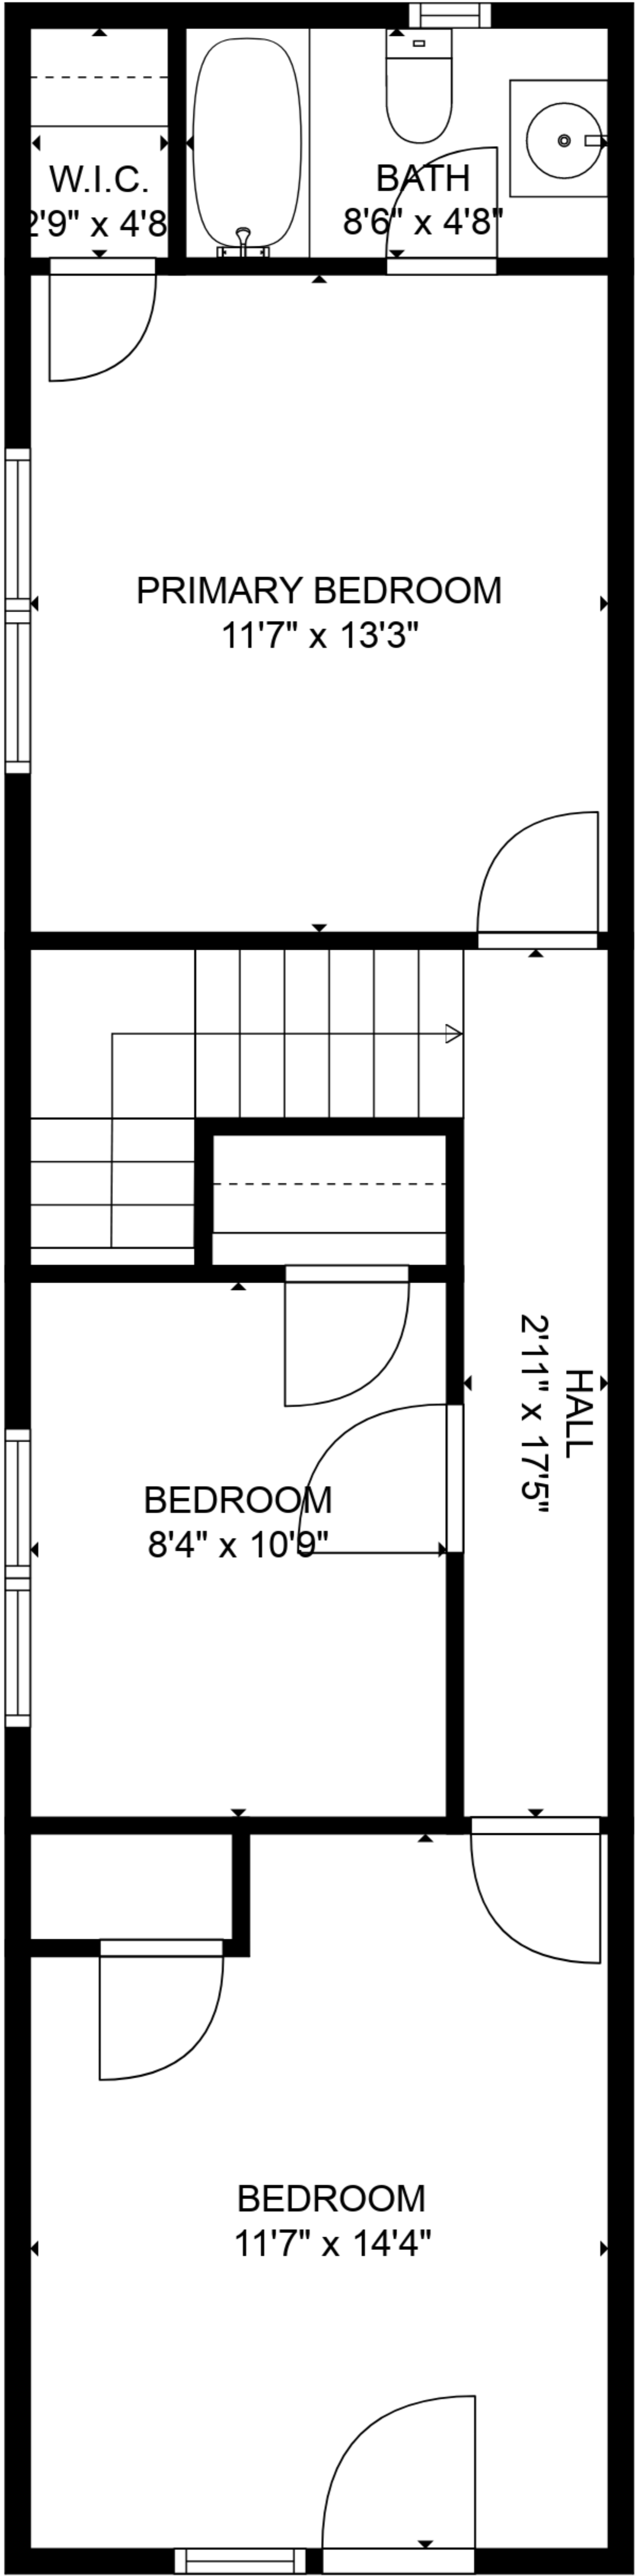 W.I.C.
2'9" x 4'8
BATH
8'6" x 4'8"
PRIMARY BEDROOM
11'7" x 13'3"
HALL
2'11" x 17'5"
BEDROOM
8'4" x 10'9"
BEDROOM
11'7" x 14'4"